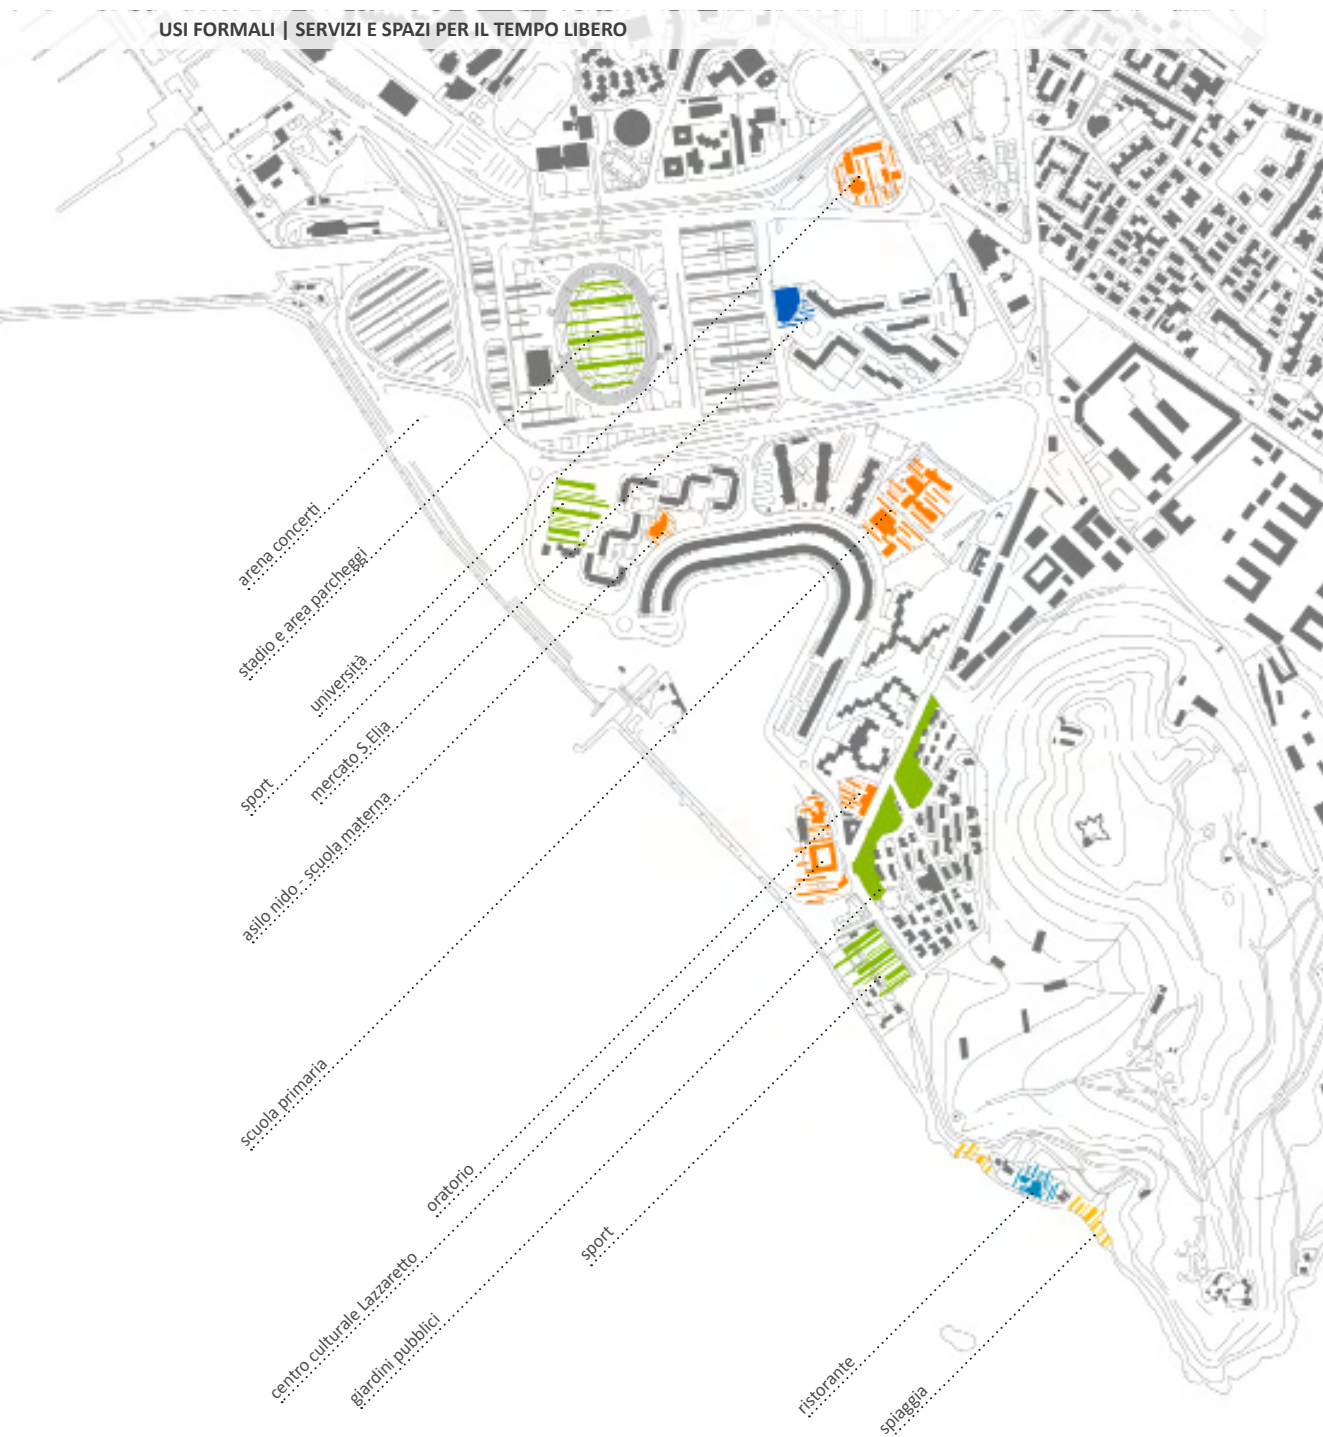 USI FORMALI | SERVIZI E SPAZI PER IL TEMPO LIBERO
arena concerti
stadio e area parcheggi
università
sport
mercato S.Elia
asilo nido - scuola materna
scuola primaria
oratorio
centro culturale Lazzaretto
giardini pubblici
sport
ristorante
spiaggia